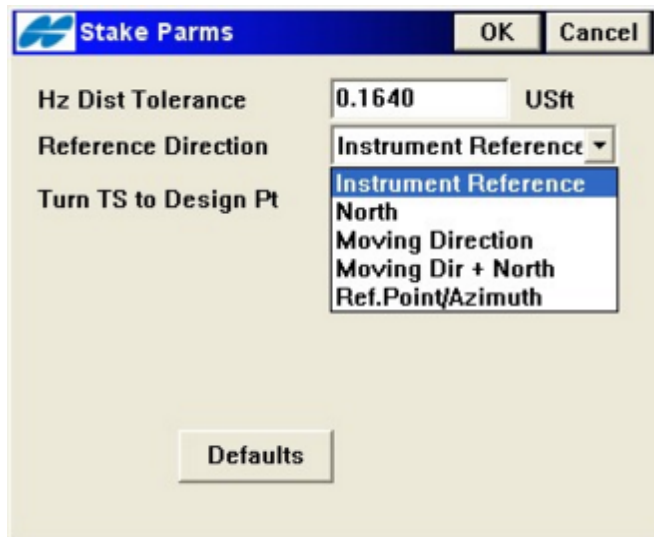 Stake Parms OK Cancel
Hz Dist Tolerance 0.1640 USft
Reference Direction Instrument Reference
Turn TS to Design Pt
Instrument Reference
North
Moving Direction
Moving Dir + North
Ref.Point/Azimuth
Defaults